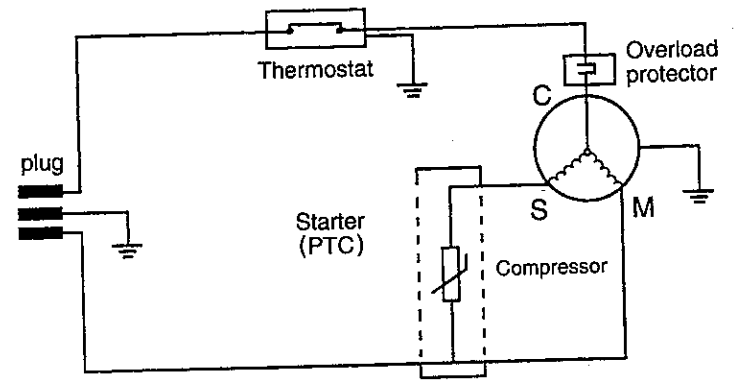 Overload
protector
Thermostat
C
plug
S
M
Starter
(PTC)
Compressor